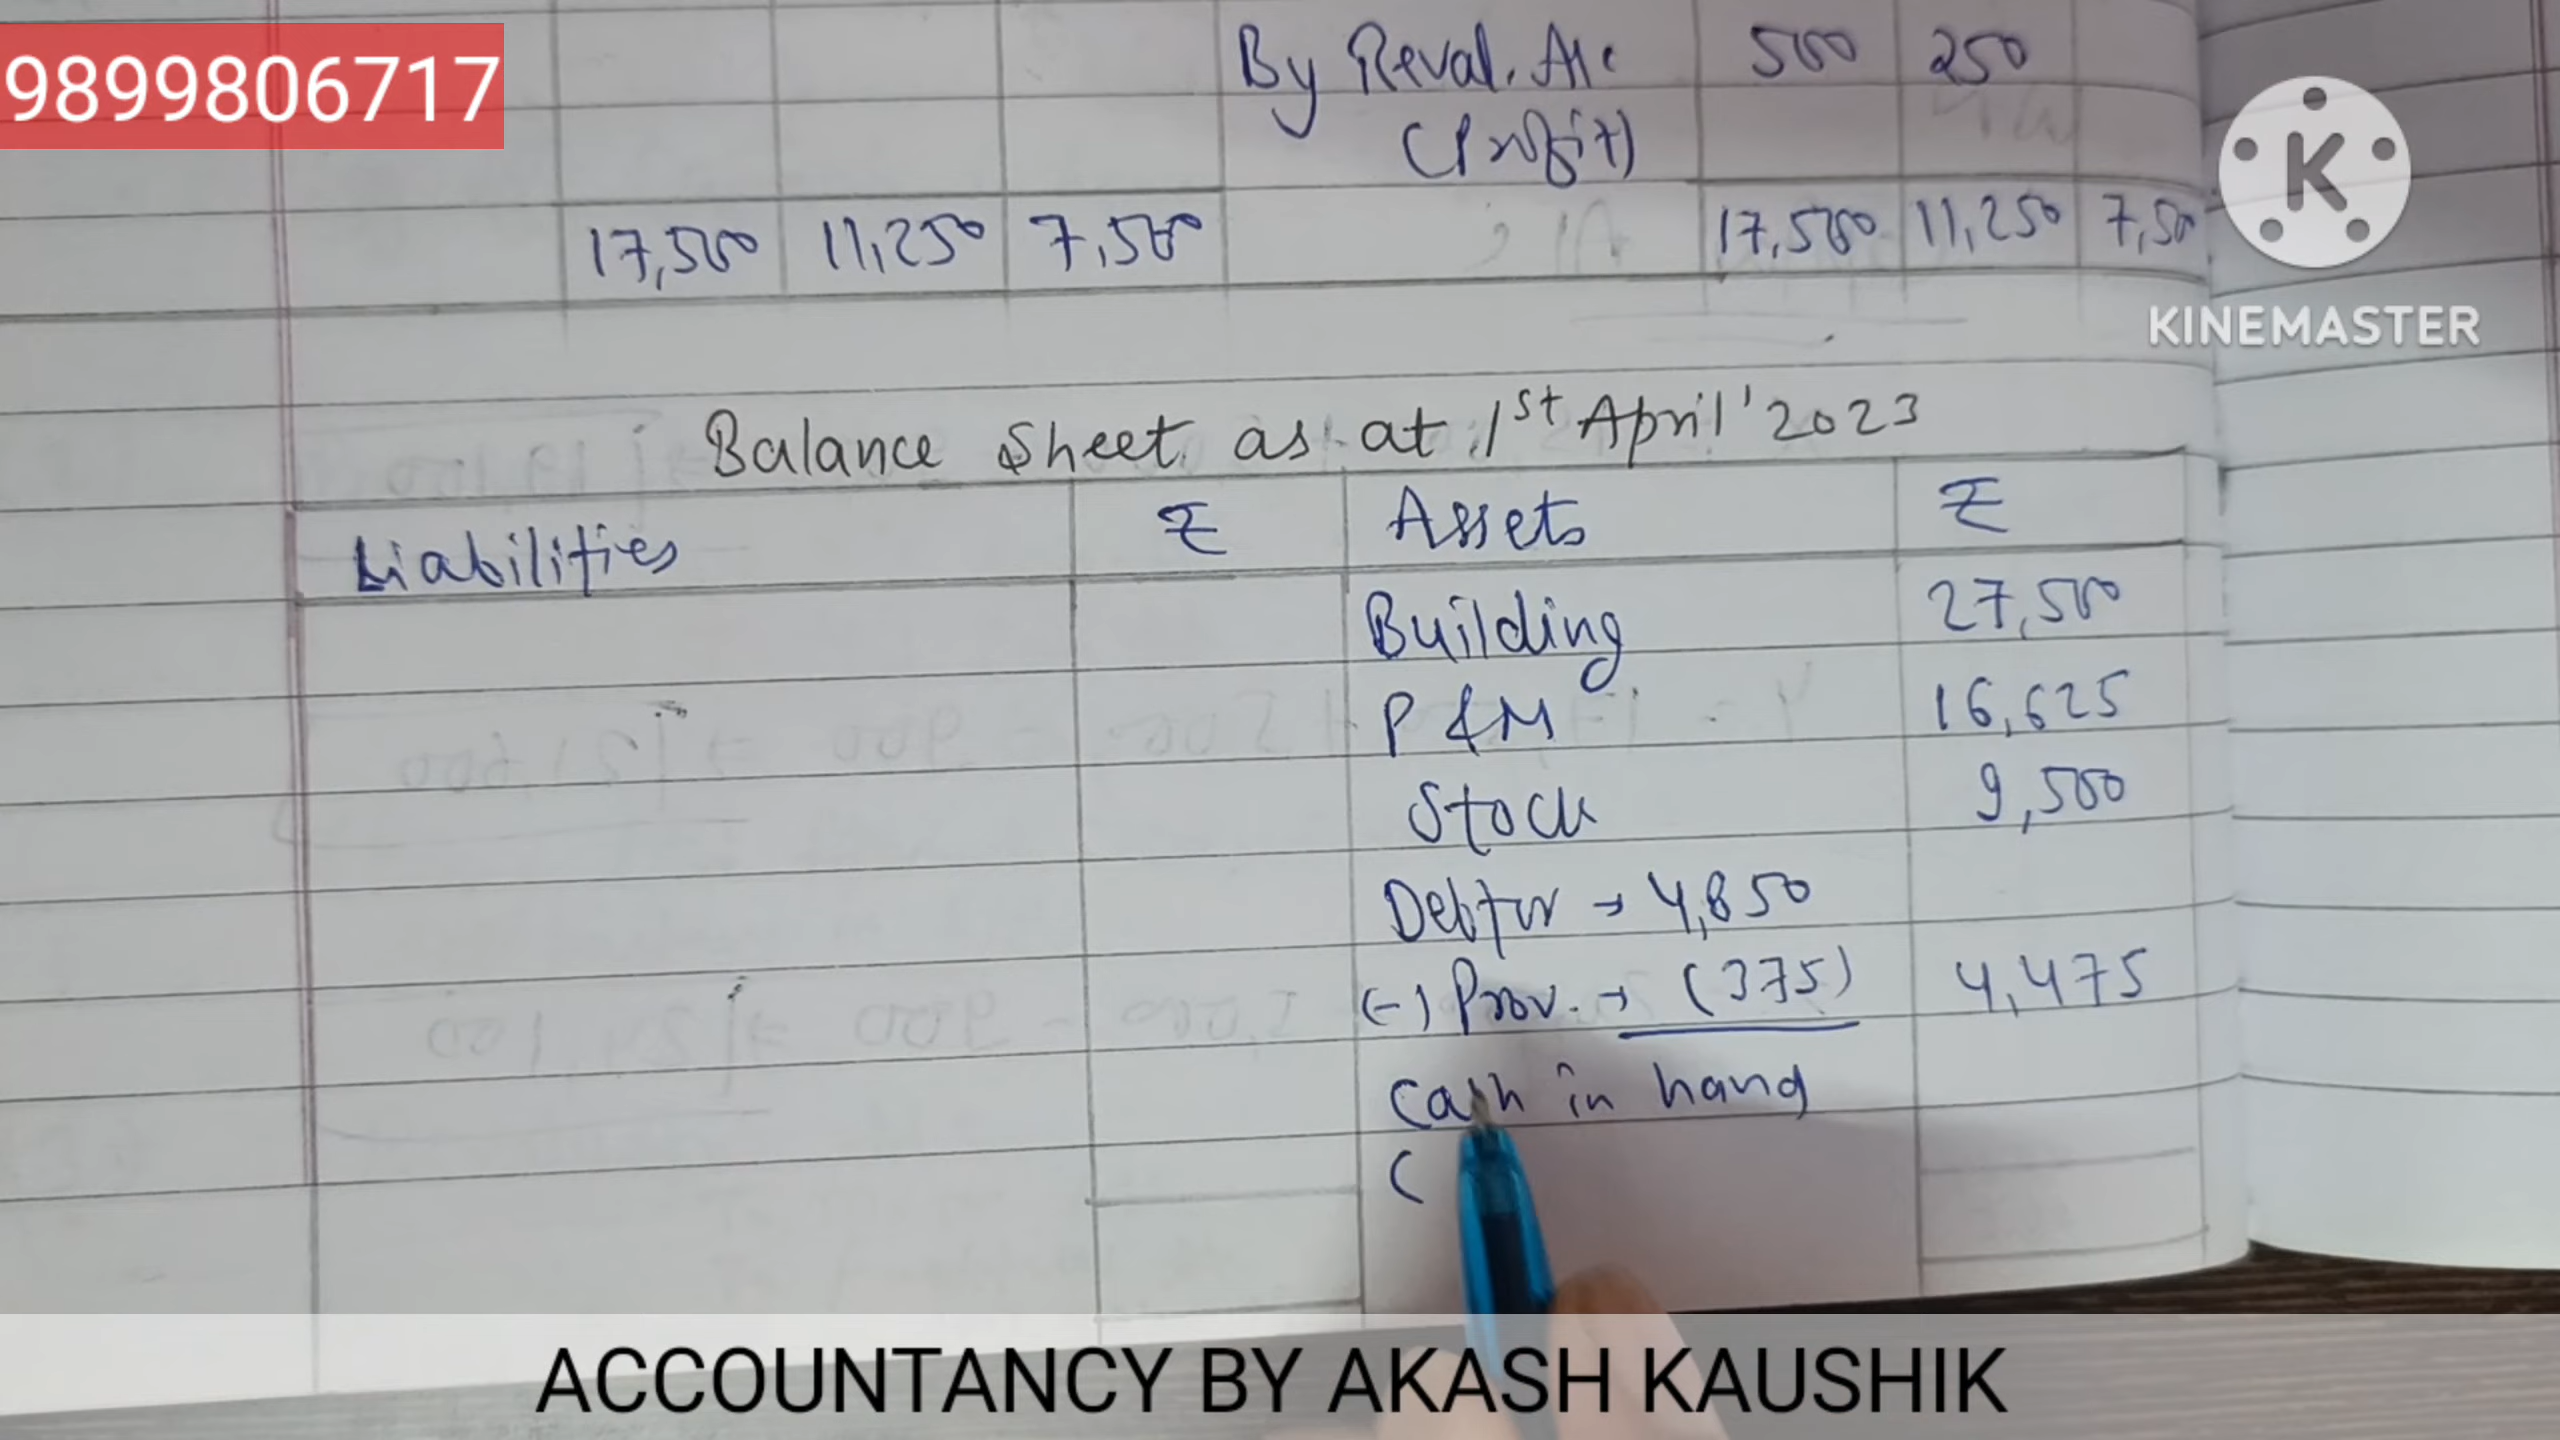 9899806717
By Reval. A/c 500 250
(Profit)
17,500 11,250 7,500 17,500 11,250 7,50
K
KINEMASTER
Balance Sheet as at 1st April' 2023
Liabilities ₹ Assets ₹
Building 27,500
P & M 16,625
Stock 9,500
Debtor → 4,850
(-) Prov. → (375) 4,475
Cash in hand
(
ACCOUNTANCY BY AKASH KAUSHIK